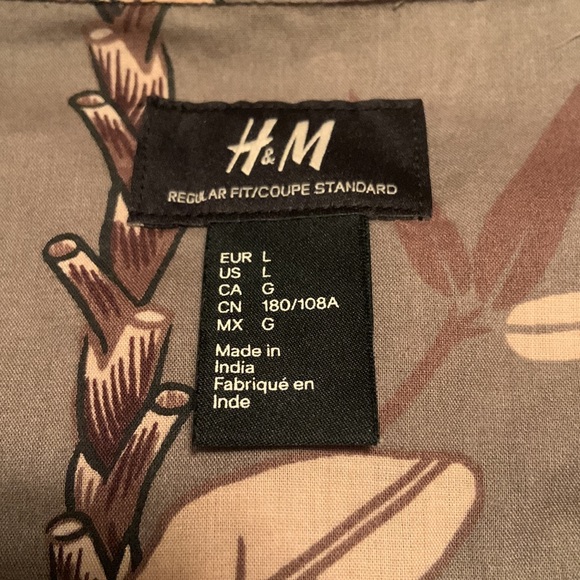 H&M
REGULAR FIT/COUPE STANDARD
EUR L
US L
CA G
CN 180/108A
MX G
Made in
India
Fabriqué en
Inde